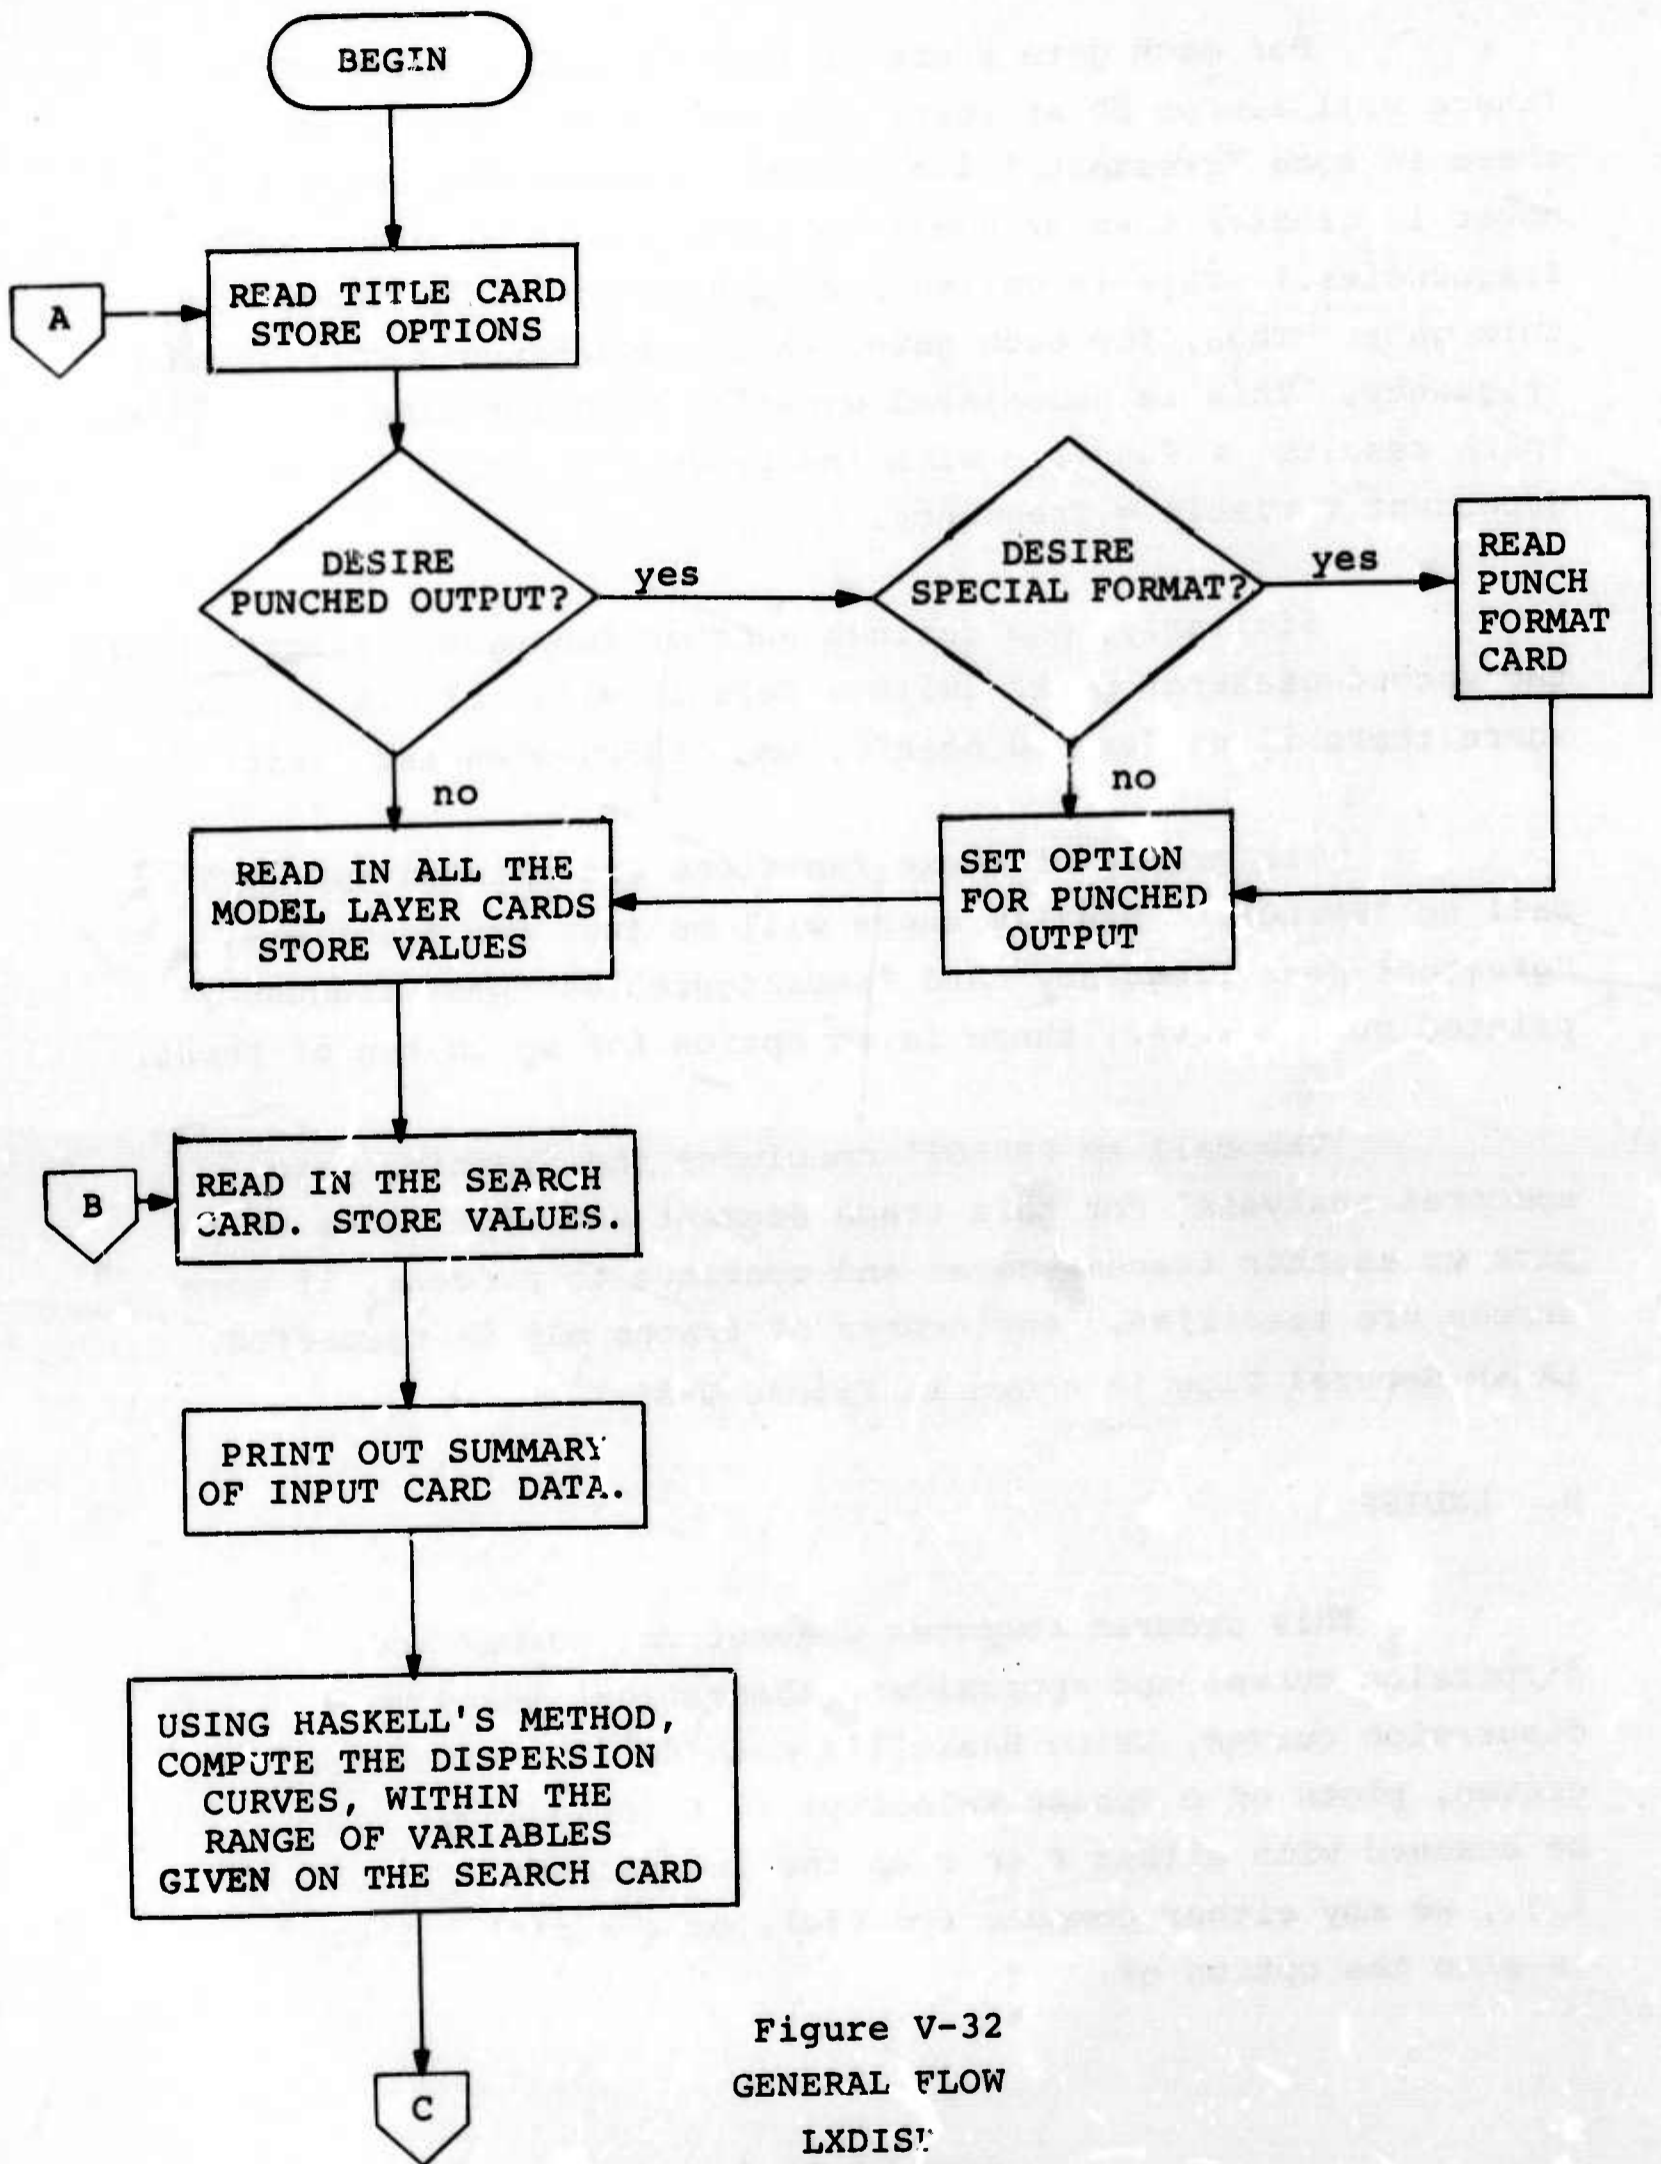 BEGIN
A
READ TITLE CARD
STORE OPTIONS
DESIRE
PUNCHED OUTPUT?
yes
DESIRE
SPECIAL FORMAT?
yes
READ
PUNCH
FORMAT
CARD
no
no
READ IN ALL THE
MODEL LAYER CARDS
STORE VALUES
SET OPTION
FOR PUNCHED
OUTPUT
B
READ IN THE SEARCH
CARD. STORE VALUES.
PRINT OUT SUMMARY
OF INPUT CARD DATA.
USING HASKELL'S METHOD,
COMPUTE THE DISPERSION
CURVES, WITHIN THE
RANGE OF VARIABLES
GIVEN ON THE SEARCH CARD
C
Figure V-32
GENERAL FLOW